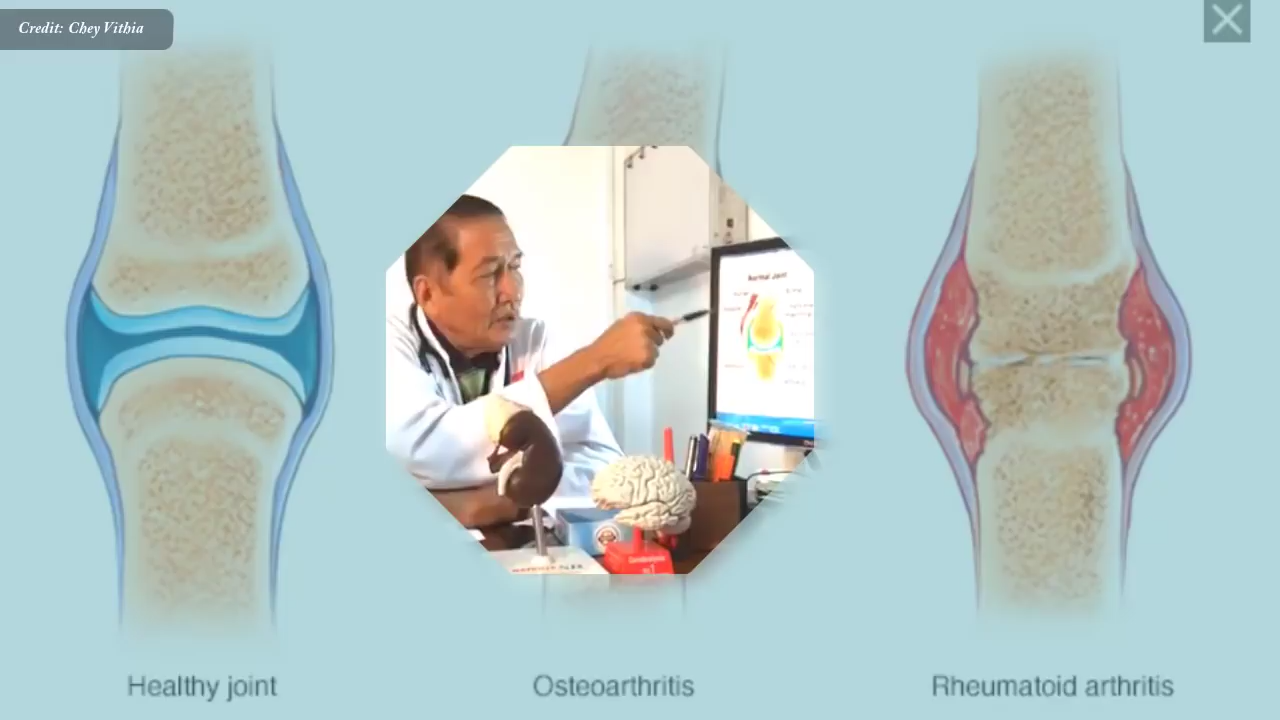 Credit: Chey Vithia
Normal Joint
Healthy joint
Osteoarthritis
Rheumatoid arthritis